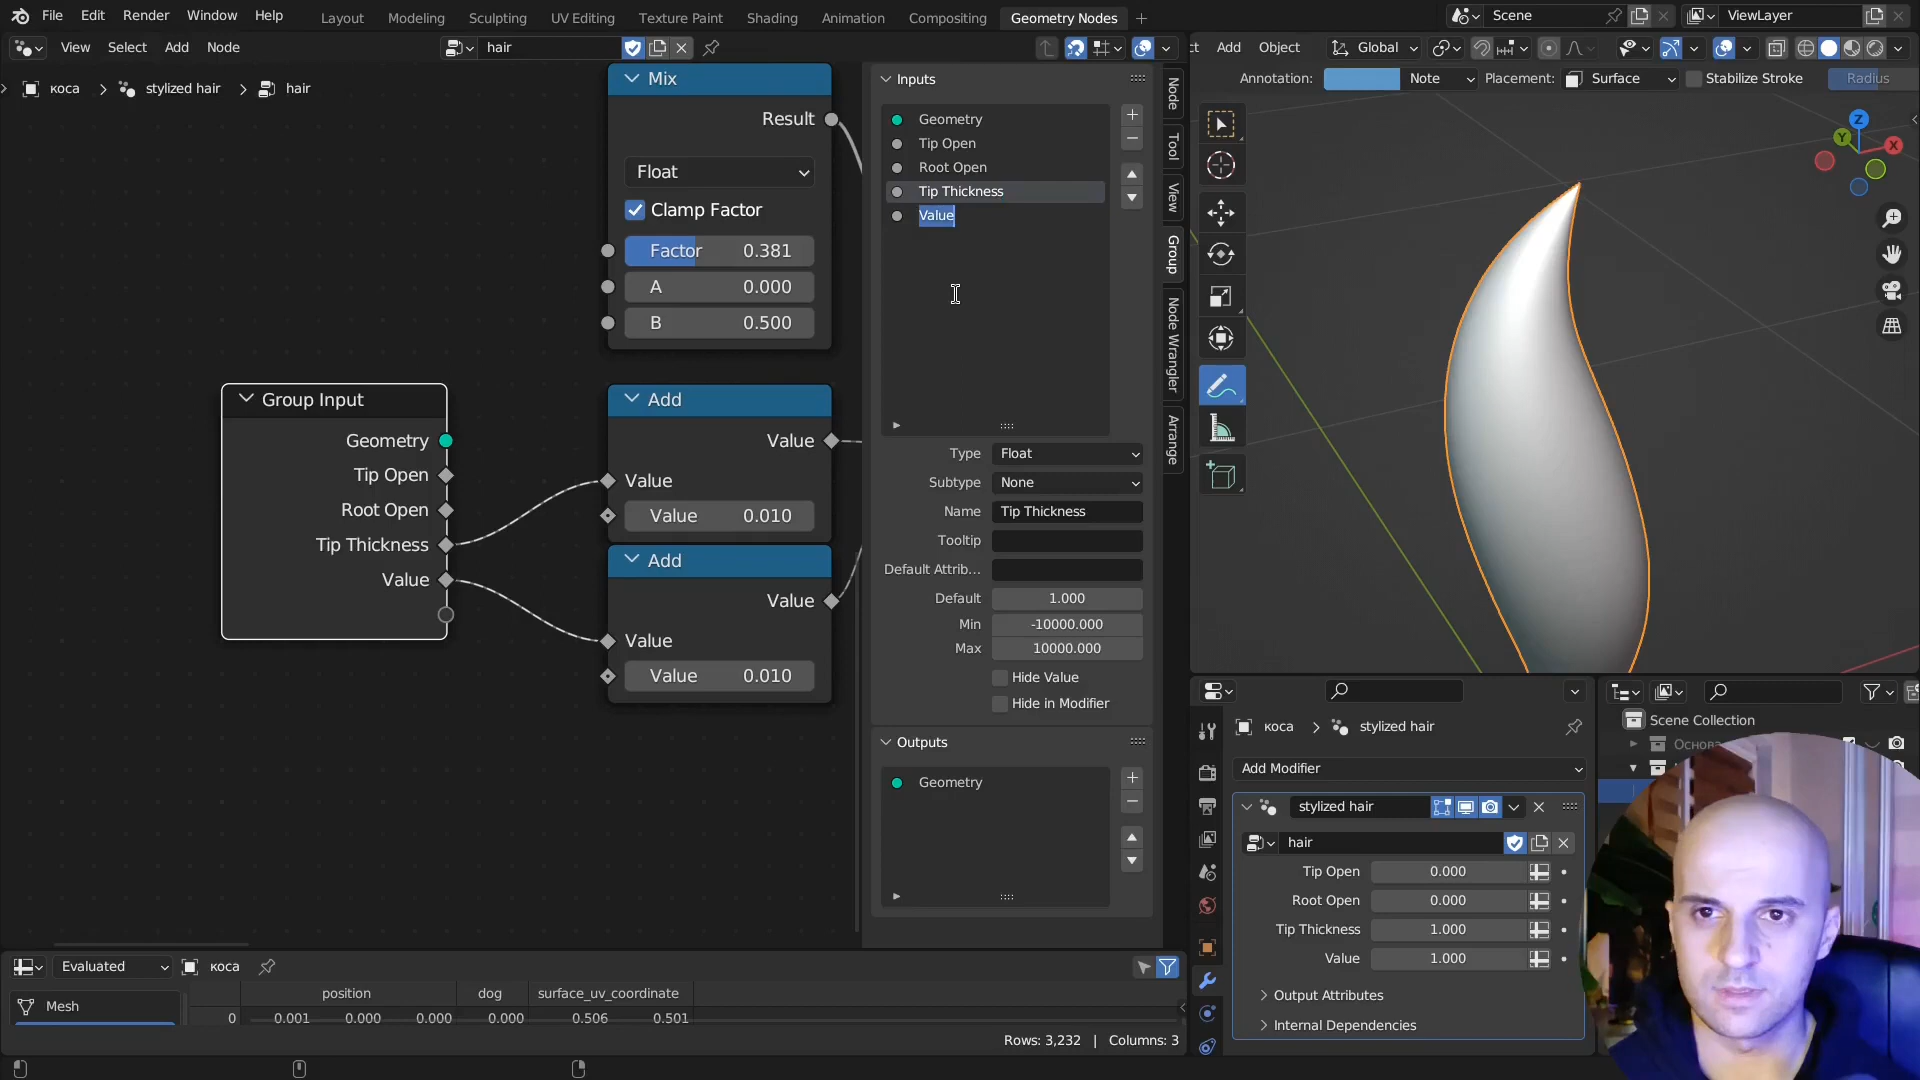 File Edit Render Window Help Layout Modeling Sculpting UV Editing Texture Paint Shading Animation Compositing Geometry Nodes Scene ViewLayer
View Select Add Node hair Add Object Global
Annotation: Note Placement: Surface Stabilize Stroke Radius
коса stylized hair hair
Mix
Result
Float
Clamp Factor
Factor 0.381
A 0.000
B 0.500
Group Input
Geometry
Tip Open
Root Open
Tip Thickness
Value
Add
Value
Value
Value 0.010
Add
Value
Value
Value 0.010
Inputs
Geometry
Tip Open
Root Open
Tip Thickness
Value
Type Float
Subtype None
Name Tip Thickness
Tooltip
Default Attrib...
Default 1.000
Min -10000.000
Max 10000.000
Hide Value
Hide in Modifier
Outputs
Geometry
Node
Tool
View
Group
Node Wrangler
Arrange
Z
Y
X
коса stylized hair
Add Modifier
stylized hair
hair
Tip Open 0.000
Root Open 0.000
Tip Thickness 1.000
Value 1.000
Output Attributes
Internal Dependencies
Scene Collection
Основа
Evaluated коса
Mesh
position dog surface_uv_coordinate
0 0.001 0.000 0.000 0.000 0.506 0.501
Rows: 3,232 | Columns: 3